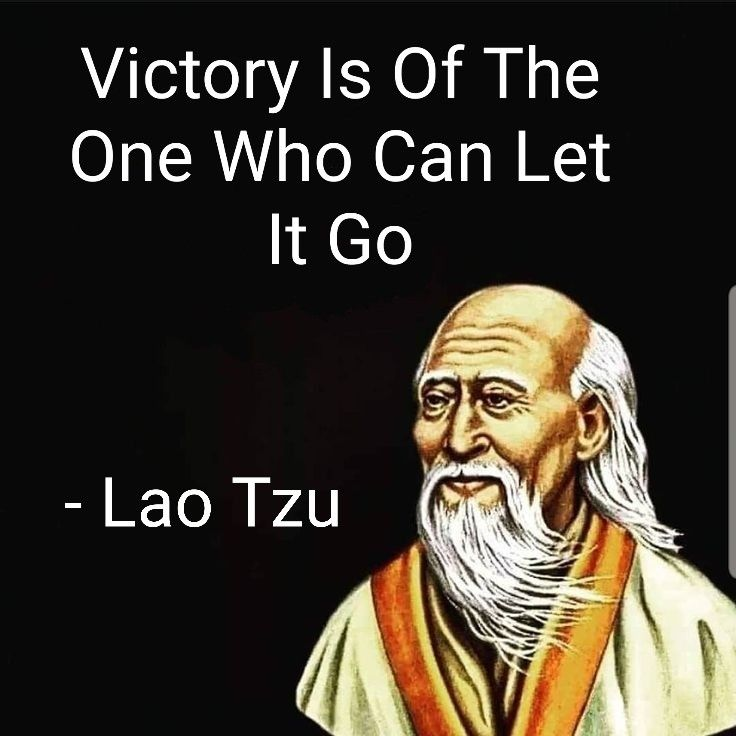 Victory Is Of The
One Who Can Let
It Go
- Lao Tzu